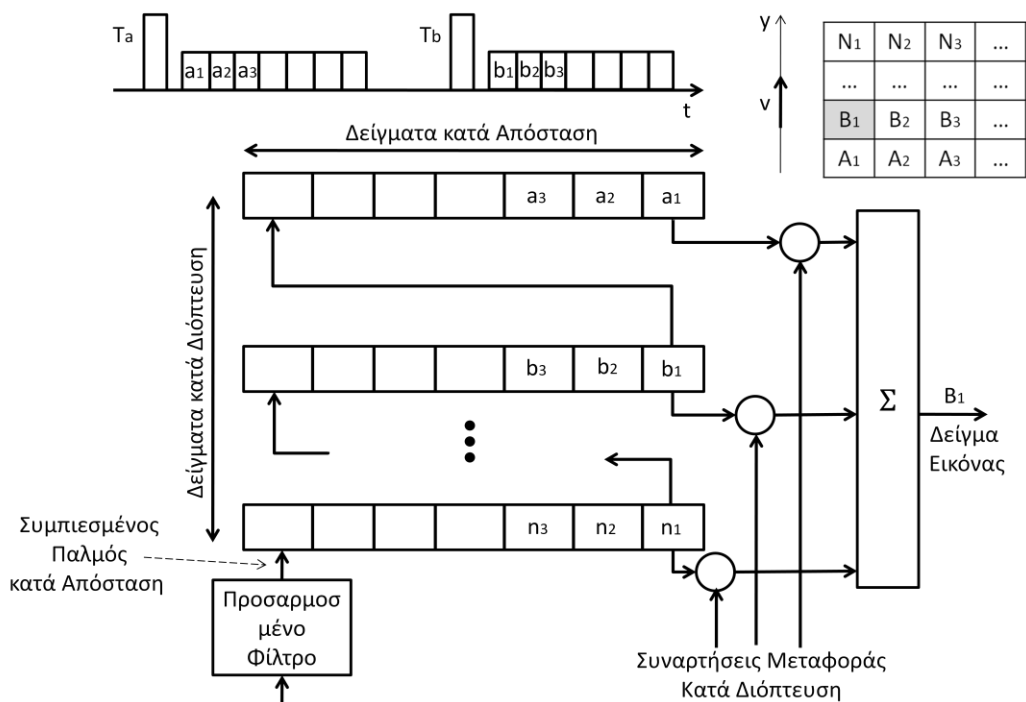 Ta
a1 a2 a3
Tb
b1 b2 b3
t
y
v
N1 N2 N3 ...
... ... ... ...
B1 B2 B3 ...
A1 A2 A3 ...
Δείγματα κατά Απόσταση
a3 a2 a1
Δείγματα κατά Διόπτευση
b3 b2 b1
Σ
B1
Δείγμα
Εικόνας
n3 n2 n1
Συμπιεσμένος
Παλμός
κατά Απόσταση
Προσαρμοσ
μένο
Φίλτρο
Συναρτήσεις Μεταφοράς
Κατά Διόπτευση